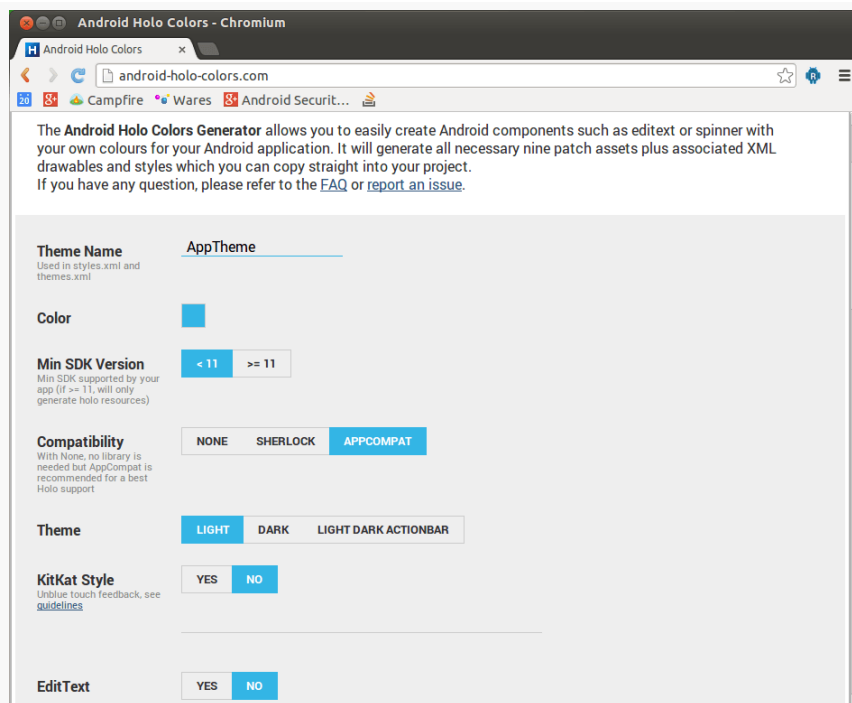 Android Holo Colors - Chromium
Android Holo Colors
android-holo-colors.com
20 8+ Campfire Wares 8+ Android Securit...
The Android Holo Colors Generator allows you to easily create Android components such as editext or spinner with
your own colours for your Android application. It will generate all necessary nine patch assets plus associated XML
drawables and styles which you can copy straight into your project.
If you have any question, please refer to the FAQ or report an issue.
Theme Name
AppTheme
Used in styles.xml and
themes.xml
Color
Min SDK Version
< 11 >= 11
Min SDK supported by your
app (if >= 11, will only
generate holo resources)
Compatibility
NONE SHERLOCK APPCOMPAT
With None, no library is
needed but AppCompat is
recommended for a best
Holo support
Theme
LIGHT DARK LIGHT DARK ACTIONBAR
KitKat Style
YES NO
Unblue touch feedback, see
guidelines
EditText
YES NO